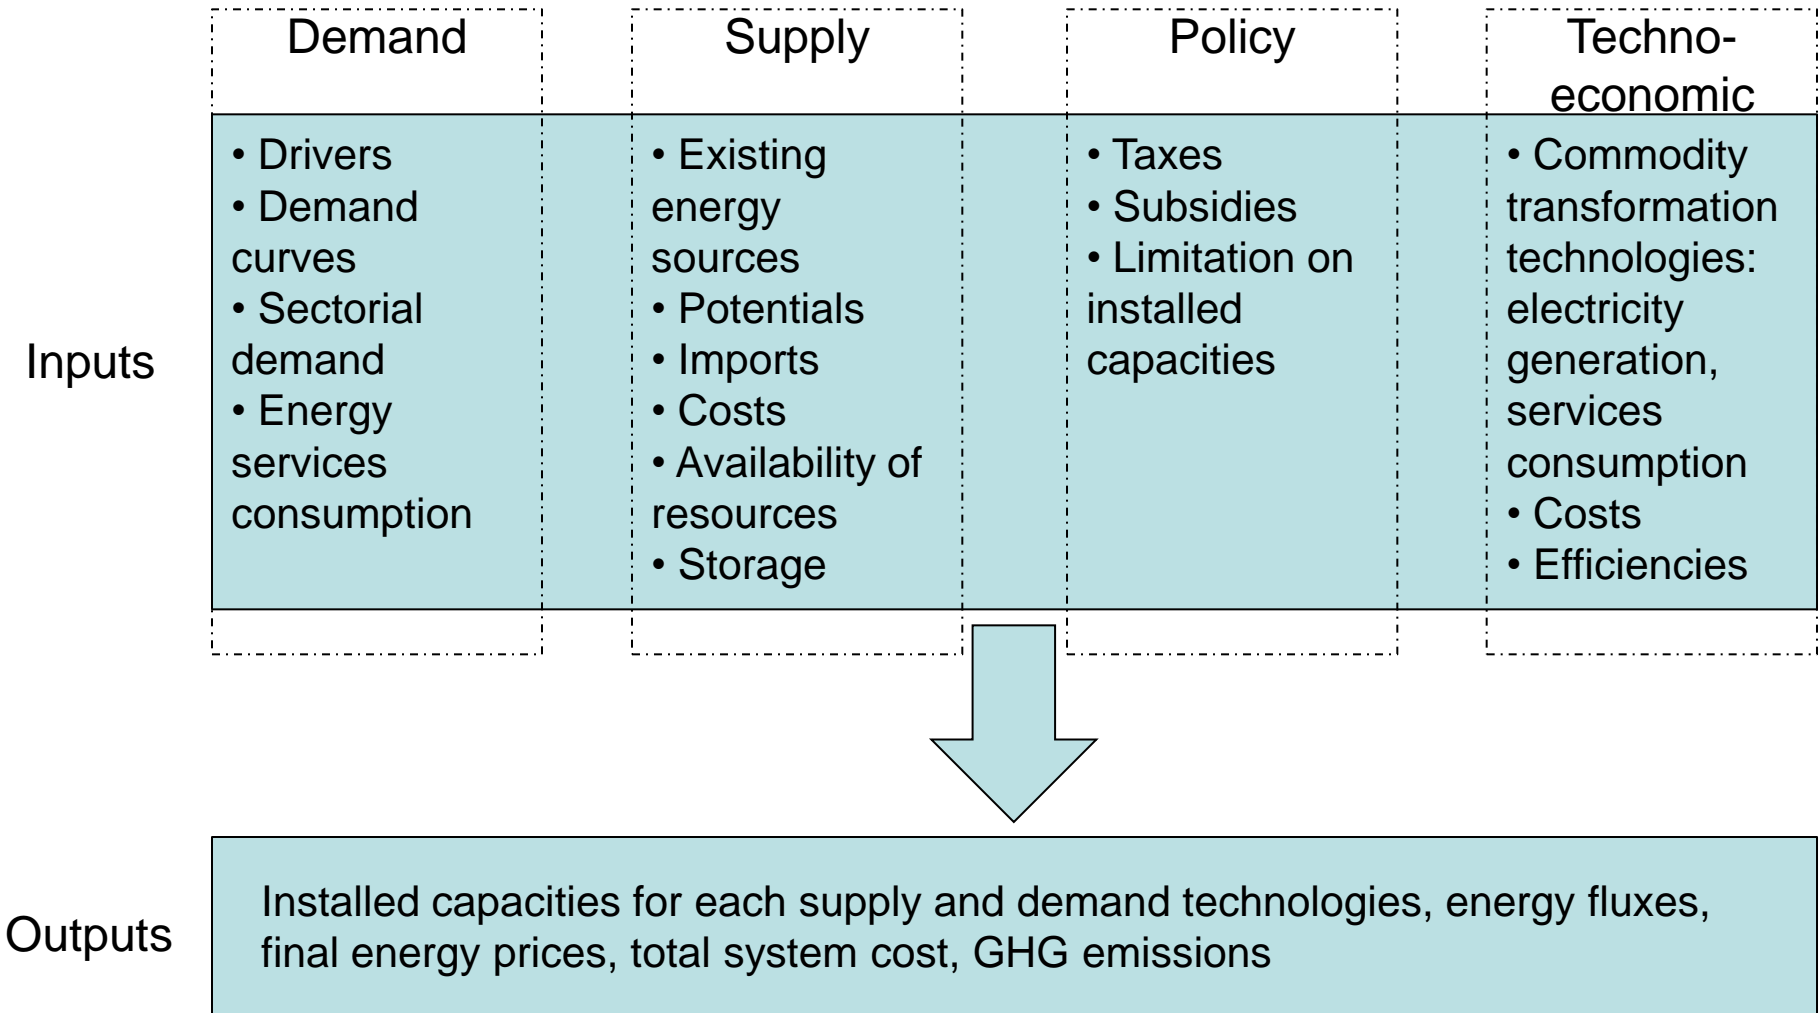 Demand
Supply
Policy
Techno-
economic
Inputs
• Drivers
• Demand
curves
• Sectorial
demand
• Energy
services
consumption
• Existing
energy
sources
• Potentials
• Imports
• Costs
• Availability of
resources
• Storage
• Taxes
• Subsidies
• Limitation on
installed
capacities
• Commodity
transformation
technologies:
electricity
generation,
services
consumption
• Costs
• Efficiencies
Outputs
Installed capacities for each supply and demand technologies, energy fluxes,
final energy prices, total system cost, GHG emissions